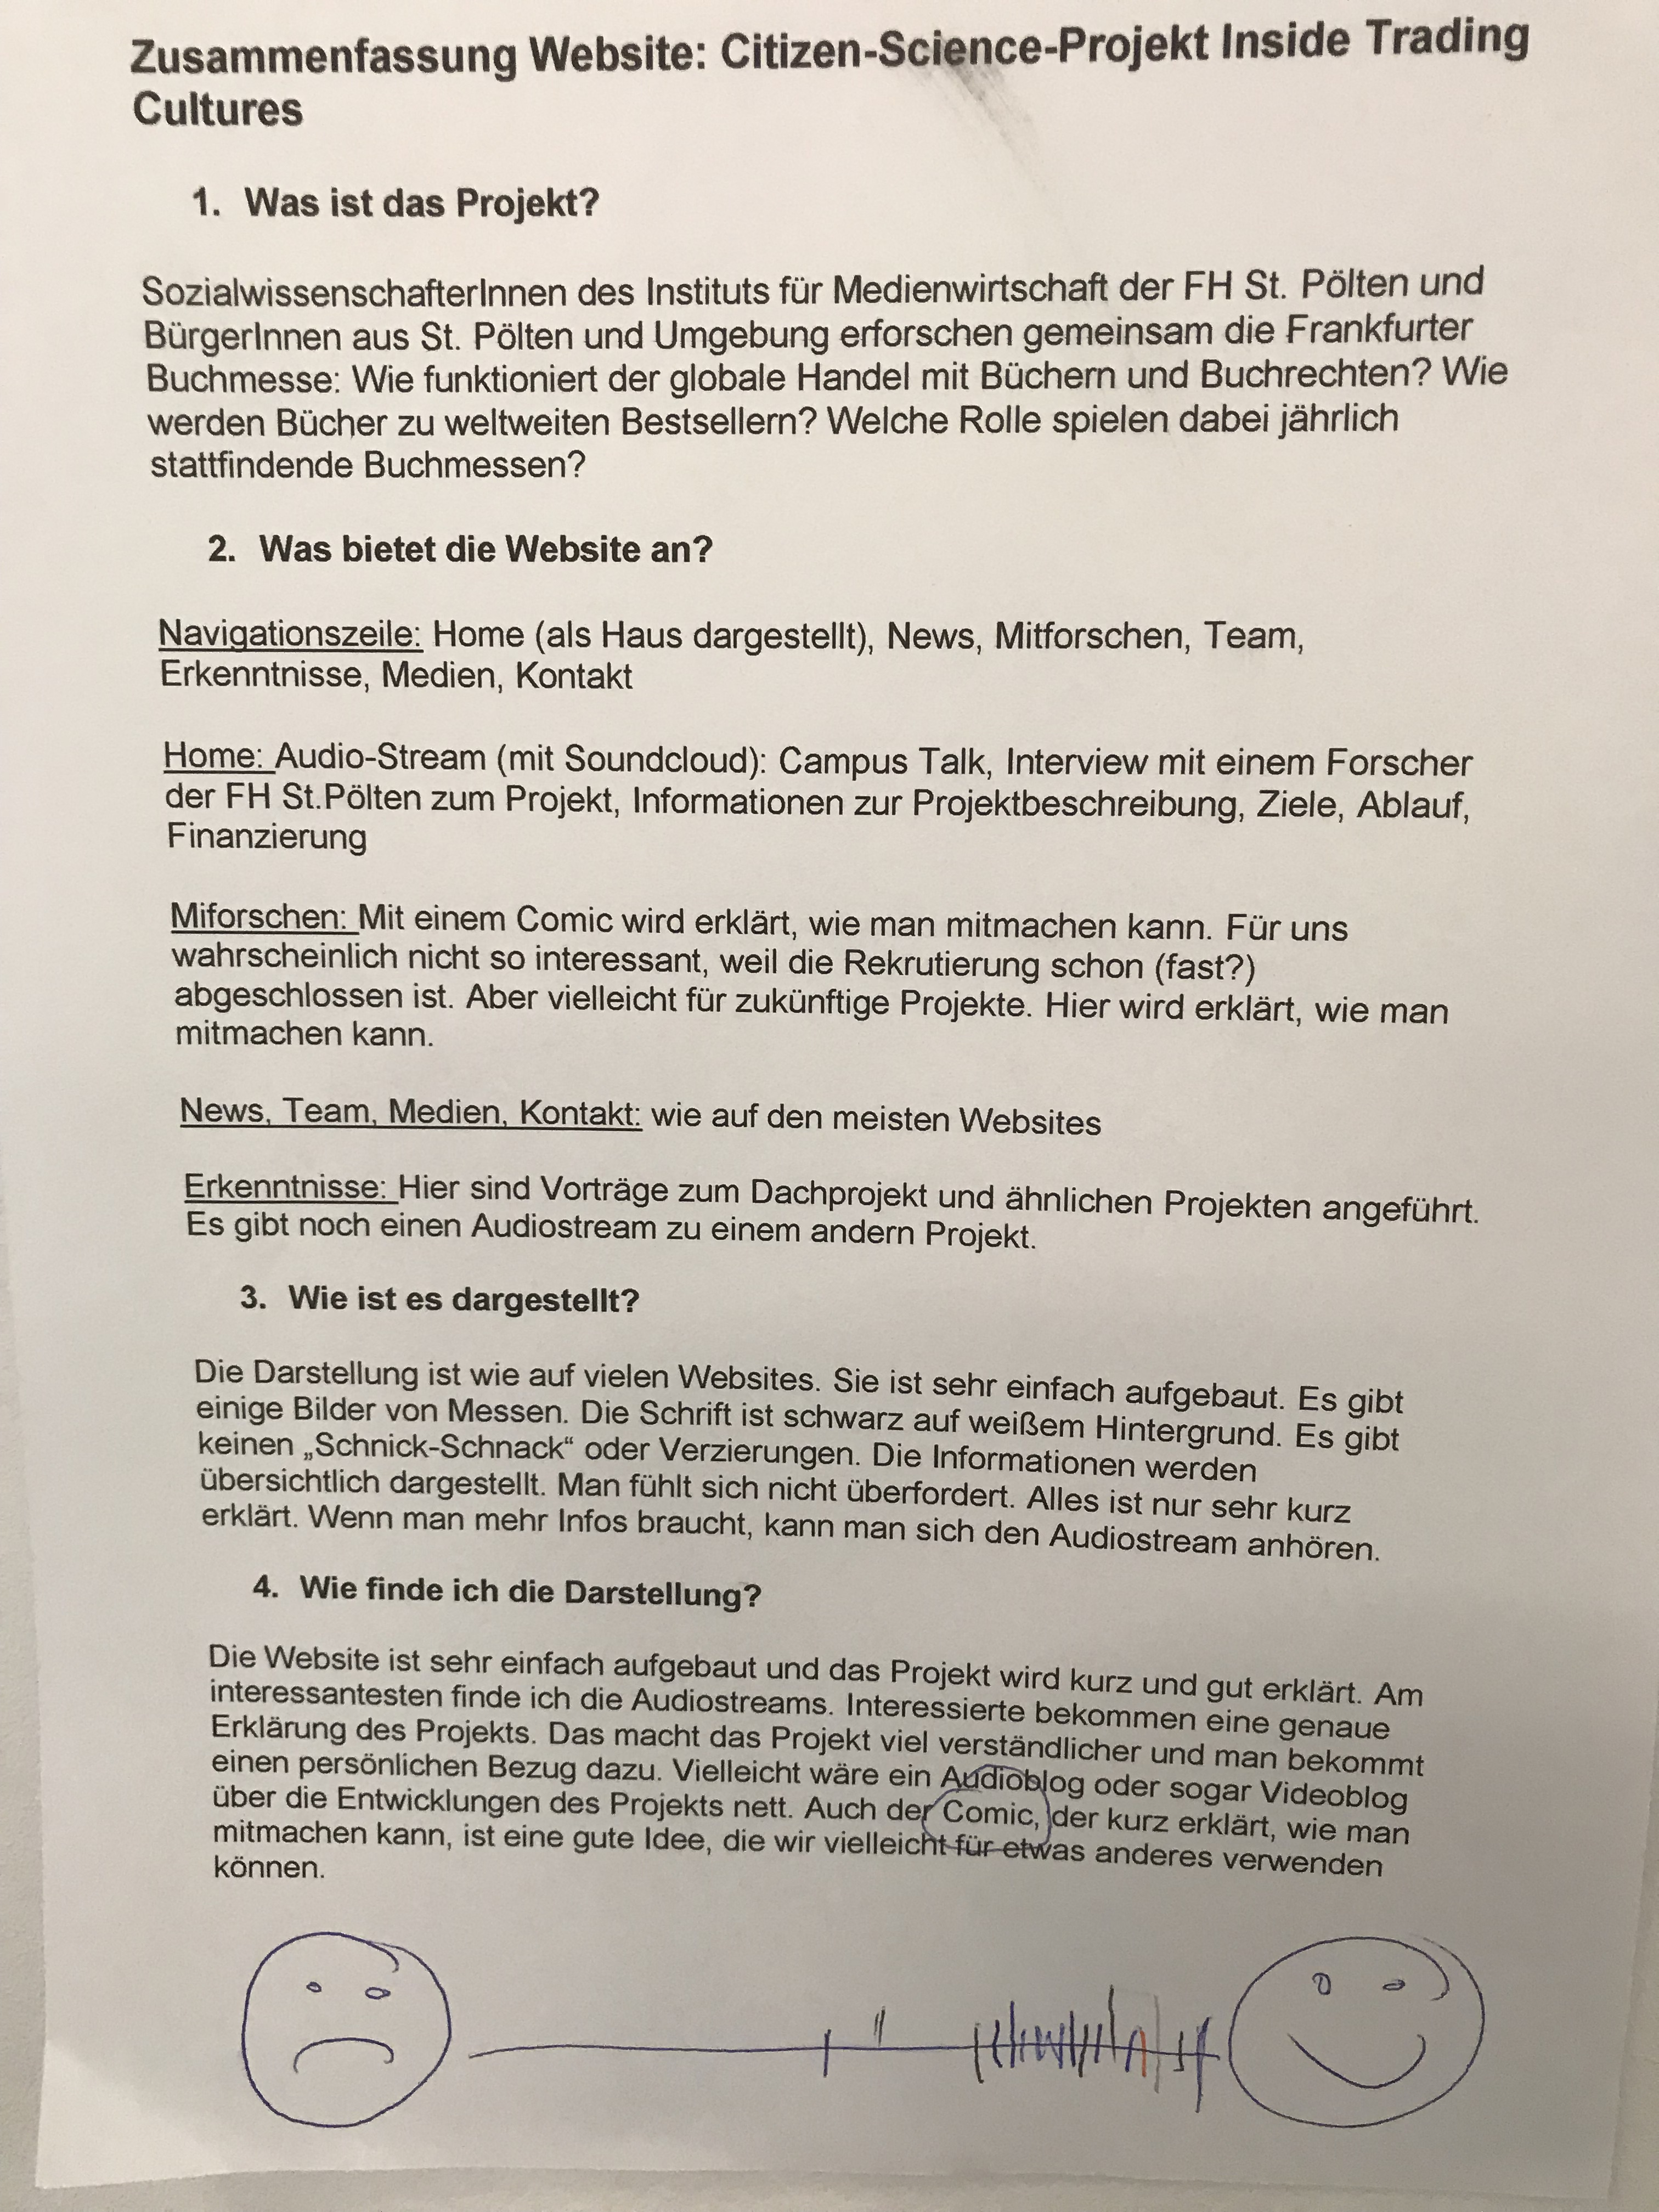 Zusammenfassung Website: Citizen-Science-Projekt Inside Trading
Cultures
1. Was ist das Projekt?
SozialwissenschafterInnen des Instituts für Medienwirtschaft der FH St. Pölten und
BürgerInnen aus St. Pölten und Umgebung erforschen gemeinsam die Frankfurter
Buchmesse: Wie funktioniert der globale Handel mit Büchern und Buchrechten? Wie
werden Bücher zu weltweiten Bestsellern? Welche Rolle spielen dabei jährlich
stattfindende Buchmessen?
2. Was bietet die Website an?
Navigationszeile: Home (als Haus dargestellt), News, Mitforschen, Team,
Erkenntnisse, Medien, Kontakt
Home: Audio-Stream (mit Soundcloud): Campus Talk, Interview mit einem Forscher
der FH St.Pölten zum Projekt, Informationen zur Projektbeschreibung, Ziele, Ablauf,
Finanzierung
Miforschen: Mit einem Comic wird erklärt, wie man mitmachen kann. Für uns
wahrscheinlich nicht so interessant, weil die Rekrutierung schon (fast?)
abgeschlossen ist. Aber vielleicht für zukünftige Projekte. Hier wird erklärt, wie man
mitmachen kann.
News, Team, Medien, Kontakt: wie auf den meisten Websites
Erkenntnisse: Hier sind Vorträge zum Dachprojekt und ähnlichen Projekten angeführt.
Es gibt noch einen Audiostream zu einem andern Projekt.
3. Wie ist es dargestellt?
Die Darstellung ist wie auf vielen Websites. Sie ist sehr einfach aufgebaut. Es gibt
einige Bilder von Messen. Die Schrift ist schwarz auf weißem Hintergrund. Es gibt
keinen „Schnick-Schnack“ oder Verzierungen. Die Informationen werden
übersichtlich dargestellt. Man fühlt sich nicht überfordert. Alles ist nur sehr kurz
erklärt. Wenn man mehr Infos braucht, kann man sich den Audiostream anhören.
4. Wie finde ich die Darstellung?
Die Website ist sehr einfach aufgebaut und das Projekt wird kurz und gut erklärt. Am
interessantesten finde ich die Audiostreams. Interessierte bekommen eine genaue
Erklärung des Projekts. Das macht das Projekt viel verständlicher und man bekommt
einen persönlichen Bezug dazu. Vielleicht wäre ein Audioblog oder sogar Videoblog
über die Entwicklungen des Projekts nett. Auch der Comic, der kurz erklärt, wie man
mitmachen kann, ist eine gute Idee, die wir vielleicht für etwas anderes verwenden
können.